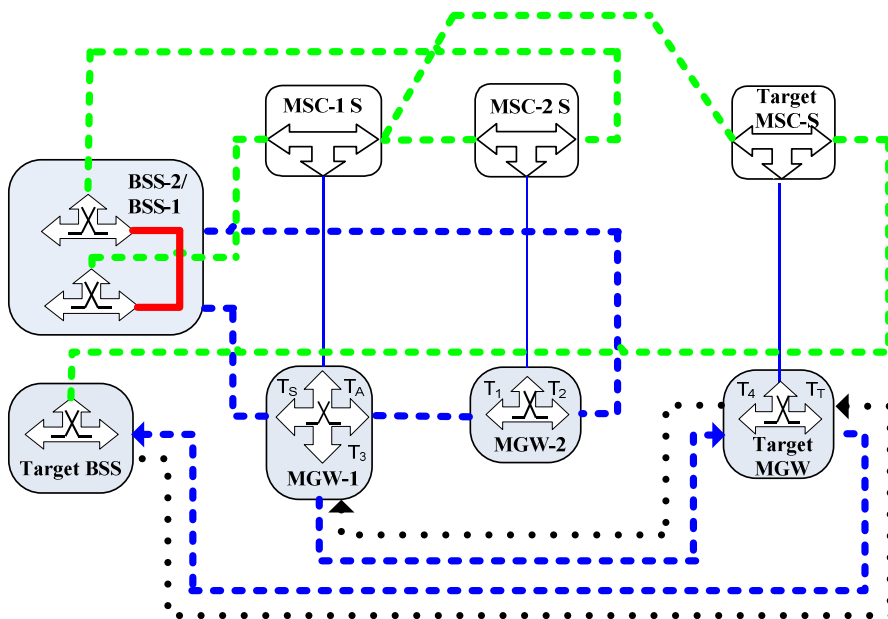 MSC-1 S
MSC-2 S
Target
MSC-S
BSS-2/
BSS-1
TS
TA
T3
MGW-1
T1
T2
MGW-2
T4
TT
Target
MGW
Target BSS